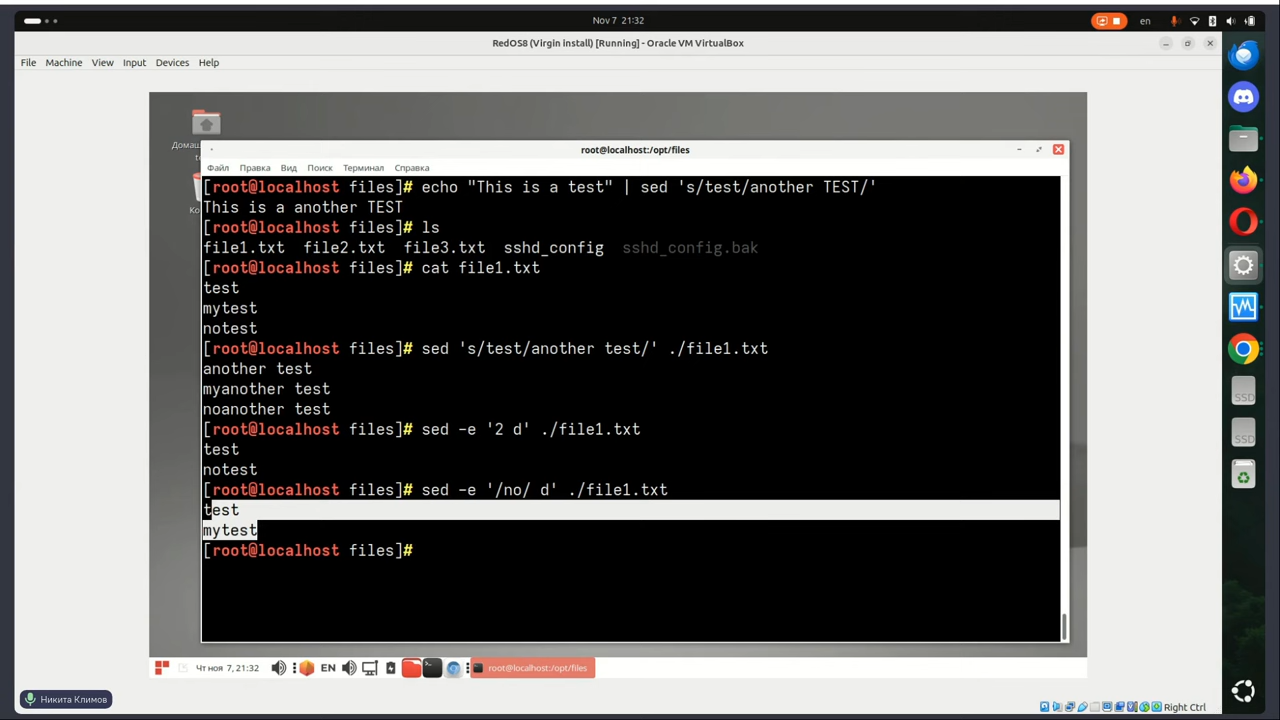 Nov 7 21:32
en
RedOS8 (Virgin install) [Running] - Oracle VM VirtualBox
File Machine View Input Devices Help
root@localhost:/opt/files
Файл Правка Вид Поиск Терминал Справка
[root@localhost files]# echo "This is a test" | sed 's/test/another TEST/'
This is a another TEST
[root@localhost files]# ls
file1.txt file2.txt file3.txt sshd_config sshd_config.bak
[root@localhost files]# cat file1.txt
test
mytest
notest
[root@localhost files]# sed 's/test/another test/' ./file1.txt
another test
myanother test
noanother test
[root@localhost files]# sed -e '2 d' ./file1.txt
test
notest
[root@localhost files]# sed -e '/no/ d' ./file1.txt
test
mytest
[root@localhost files]#
Чт ноя 7, 21:32
EN
root@localhost:/opt/files
Никита Климов
Right Ctrl
SSD
SSD